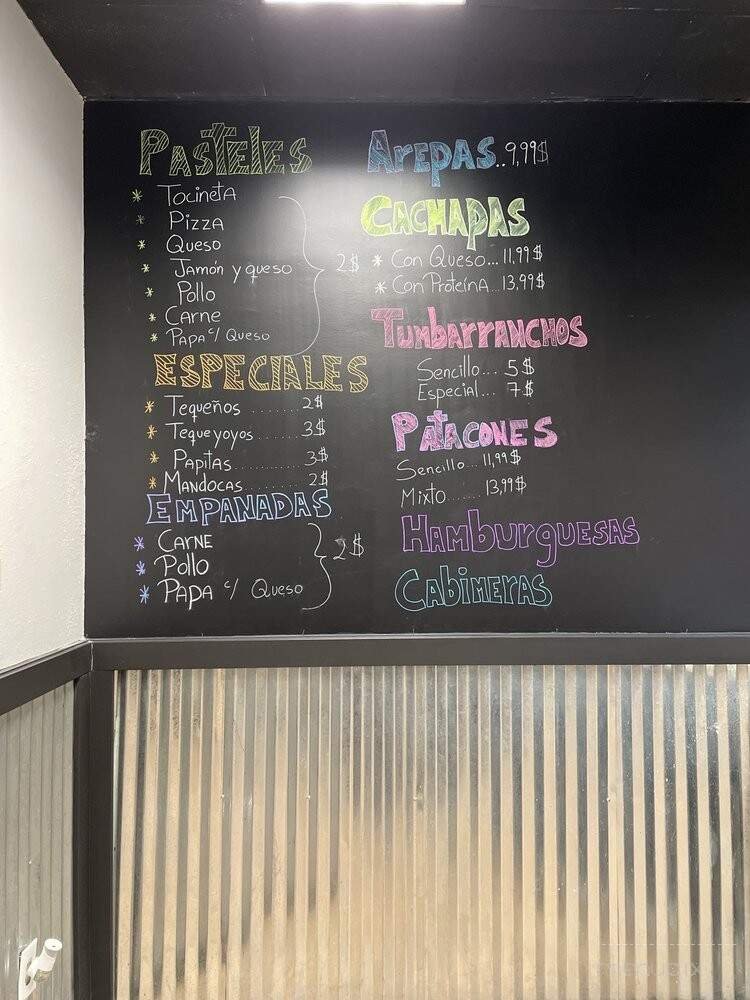 PASTELES
* TOCINETA
* PIZZA
* QUESO
* JAMÓN y queso
* Pollo
* CARNE
* PAPA c/ QUESO
2$
ESPECIALES
* Tequeños ........ 2$
* Tequeyoyos ........ 3$
* PApitAs ........ 3$
* MANDOCAS ........ 2$
EMPANADAS
* CARNE
* Pollo
* PAPA c/ QUESO
2$
Arepas..9,99$
CACHAPAS
* Con Queso... 11,99$
* Con Proteína... 13,99$
Tumbarranchos
Sencillo... 5$
Especial... 7$
PATACONES
Sencillo.. 11,99$
Mixto...... 13,99$
Hamburguesas
Cabimeras